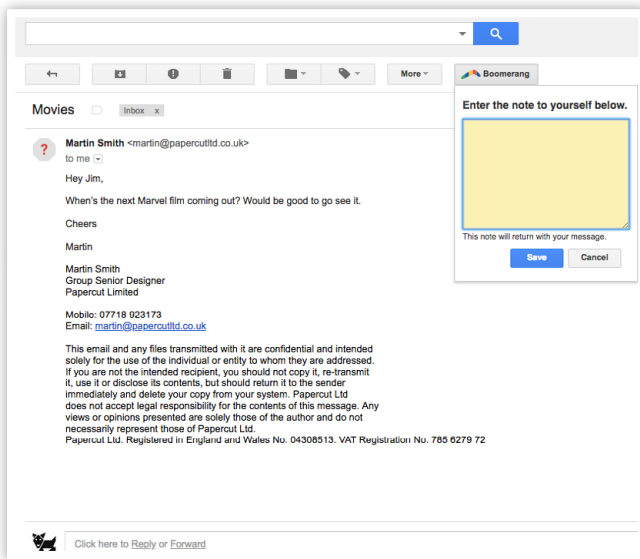 More
Boomerang
Movies
Inbox x
Enter the note to yourself below.
?
Martin Smith <martin@papercutltd.co.uk>
to me
Hey Jim,
When's the next Marvel film coming out? Would be good to go see it.
Cheers
Martin
This note will return with your message.
Save Cancel
Martin Smith
Group Senior Designer
Papercut Limited
Mobile: 07718 923173
Email: martin@papercutltd.co.uk
This email and any files transmitted with it are confidential and intended
solely for the use of the individual or entity to whom they are addressed.
If you are not the intended recipient, you should not copy it, re-transmit
it, use it or disclose its contents, but should return it to the sender
immediately and delete your copy from your system. Papercut Ltd
does not accept legal responsibility for the contents of this message. Any
views or opinions presented are solely those of the author and do not
necessarily represent those of Papercut Ltd.
Papercut Ltd. Registered in England and Wales No. 04308513. VAT Registration No. 785 6279 72
Click here to Reply or Forward